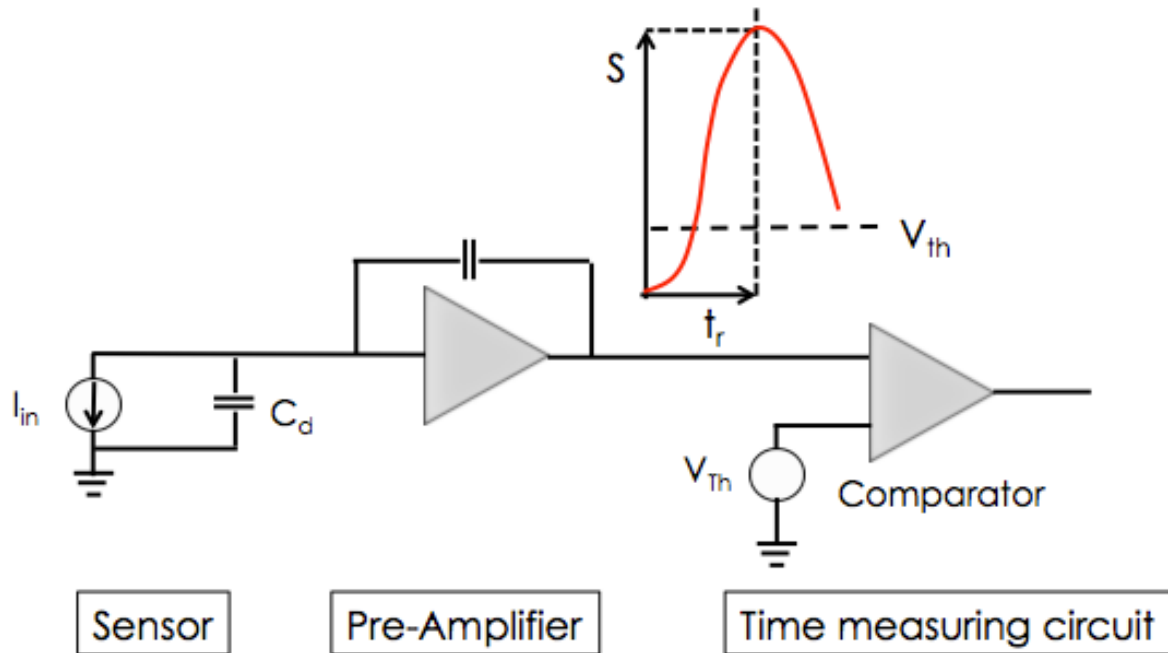 S
V_th
t_r
I_in
C_d
V_Th
Comparator
Sensor
Pre-Amplifier
Time measuring circuit